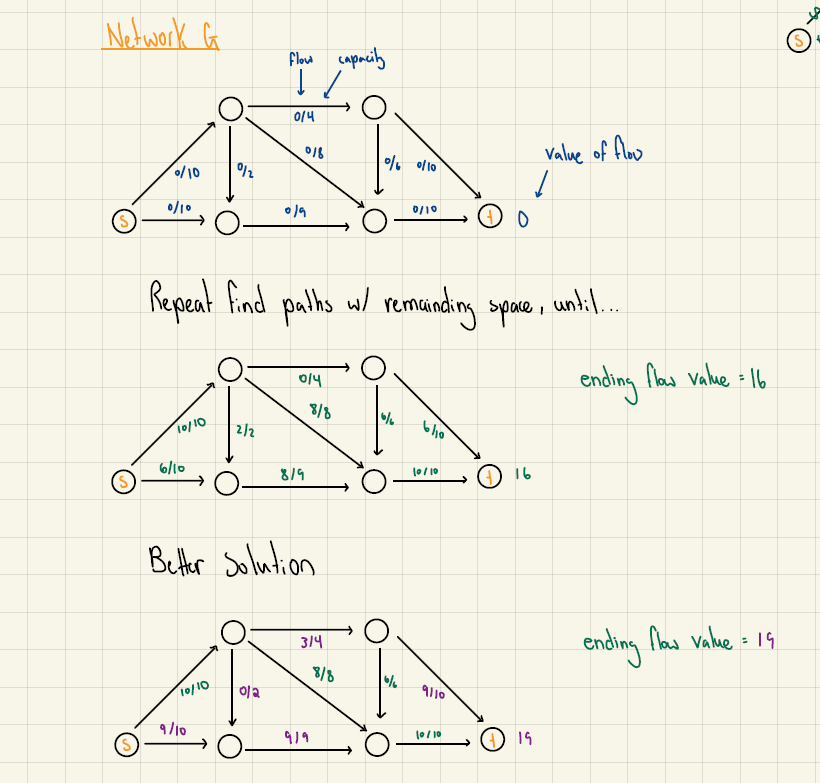 Network G
flow capacity
0/4
0/10 0/2 0/8 0/6 0/10
value of flow
S 0/10 0/9 0/10 t 0
S
Repeat find paths w/ remainding space, until...
0/4
ending flow value = 16
10/10 2/2 8/8 6/6 6/10
S 6/10 8/9 10/10 t 16
Better Solution
3/4
ending flow value = 19
10/10 0/2 8/8 6/6 9/10
S 9/10 9/9 10/10 t 19